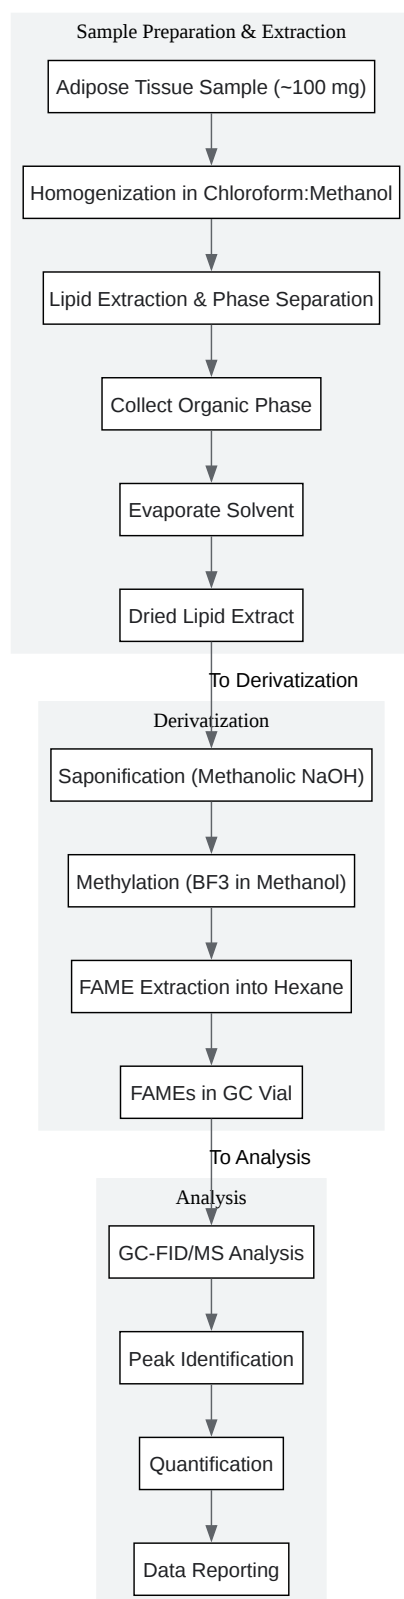 Sample Preparation & Extraction
Adipose Tissue Sample (~100 mg)
Homogenization in Chloroform:Methanol
Lipid Extraction & Phase Separation
Collect Organic Phase
Evaporate Solvent
Dried Lipid Extract
To Derivatization
Derivatization
Saponification (Methanolic NaOH)
Methylation (BF3 in Methanol)
FAME Extraction into Hexane
FAMEs in GC Vial
To Analysis
Analysis
GC-FID/MS Analysis
Peak Identification
Quantification
Data Reporting